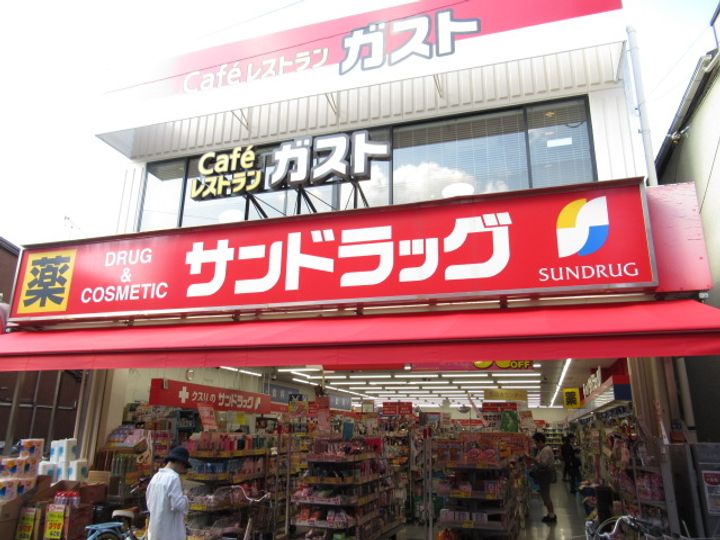 Café レストラン ガスト
Café
レストラン ガスト
薬
DRUG
&
COSMETIC
サンドラッグ
SUNDRUG
OFF
クスリの サンドラッグ
薬